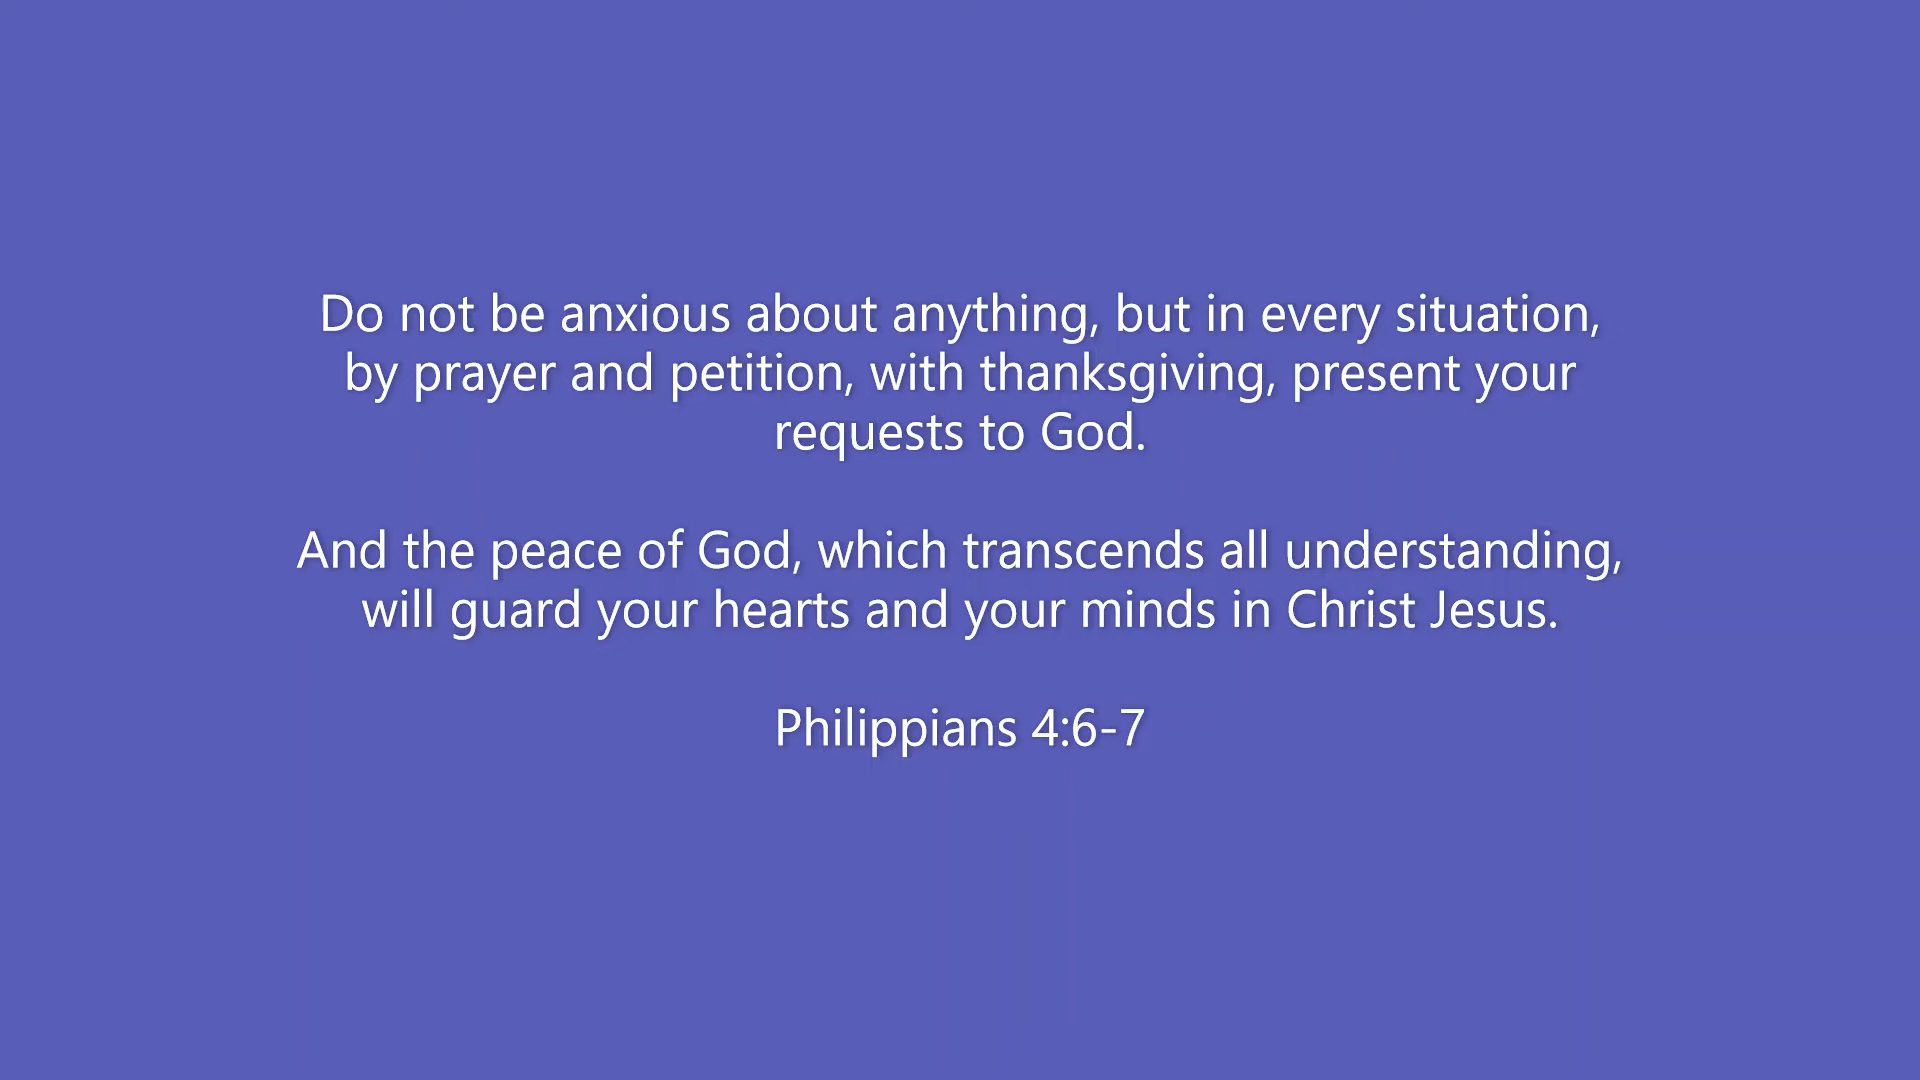 Do not be anxious about anything, but in every situation,
by prayer and petition, with thanksgiving, present your
requests to God.
And the peace of God, which transcends all understanding,
will guard your hearts and your minds in Christ Jesus.
Philippians 4:6-7